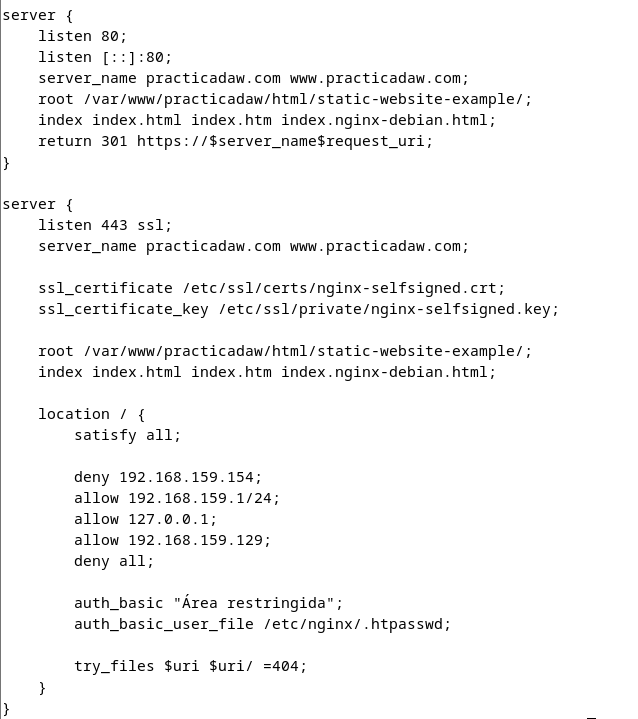 server {
    listen 80;
    listen [::]:80;
    server_name practicadaw.com www.practicadaw.com;
    root /var/www/practicadaw/html/static-website-example/;
    index index.html index.htm index.nginx-debian.html;
    return 301 https://$server_name$request_uri;
}

server {
    listen 443 ssl;
    server_name practicadaw.com www.practicadaw.com;

    ssl_certificate /etc/ssl/certs/nginx-selfsigned.crt;
    ssl_certificate_key /etc/ssl/private/nginx-selfsigned.key;

    root /var/www/practicadaw/html/static-website-example/;
    index index.html index.htm index.nginx-debian.html;

    location / {
        satisfy all;

        deny 192.168.159.154;
        allow 192.168.159.1/24;
        allow 127.0.0.1;
        allow 192.168.159.129;
        deny all;

        auth_basic "Área restringida";
        auth_basic_user_file /etc/nginx/.htpasswd;

        try_files $uri $uri/ =404;
    }
}